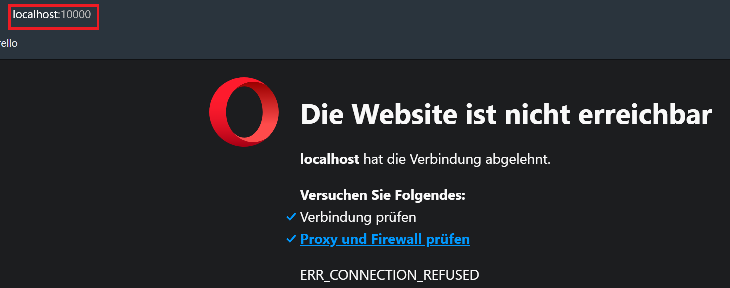 localhost:10000
rello
Die Website ist nicht erreichbar
localhost hat die Verbindung abgelehnt.
Versuchen Sie Folgendes:
Verbindung prüfen
Proxy und Firewall prüfen
ERR_CONNECTION_REFUSED